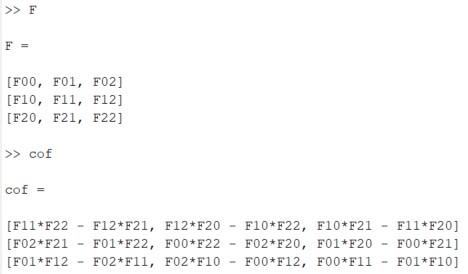 >> F
F =
[F00, F01, F02]
[F10, F11, F12]
[F20, F21, F22]
>> cof
cof =
[F11*F22 - F12*F21, F12*F20 - F10*F22, F10*F21 - F11*F20]
[F02*F21 - F01*F22, F00*F22 - F02*F20, F01*F20 - F00*F21]
[F01*F12 - F02*F11, F02*F10 - F00*F12, F00*F11 - F01*F10]